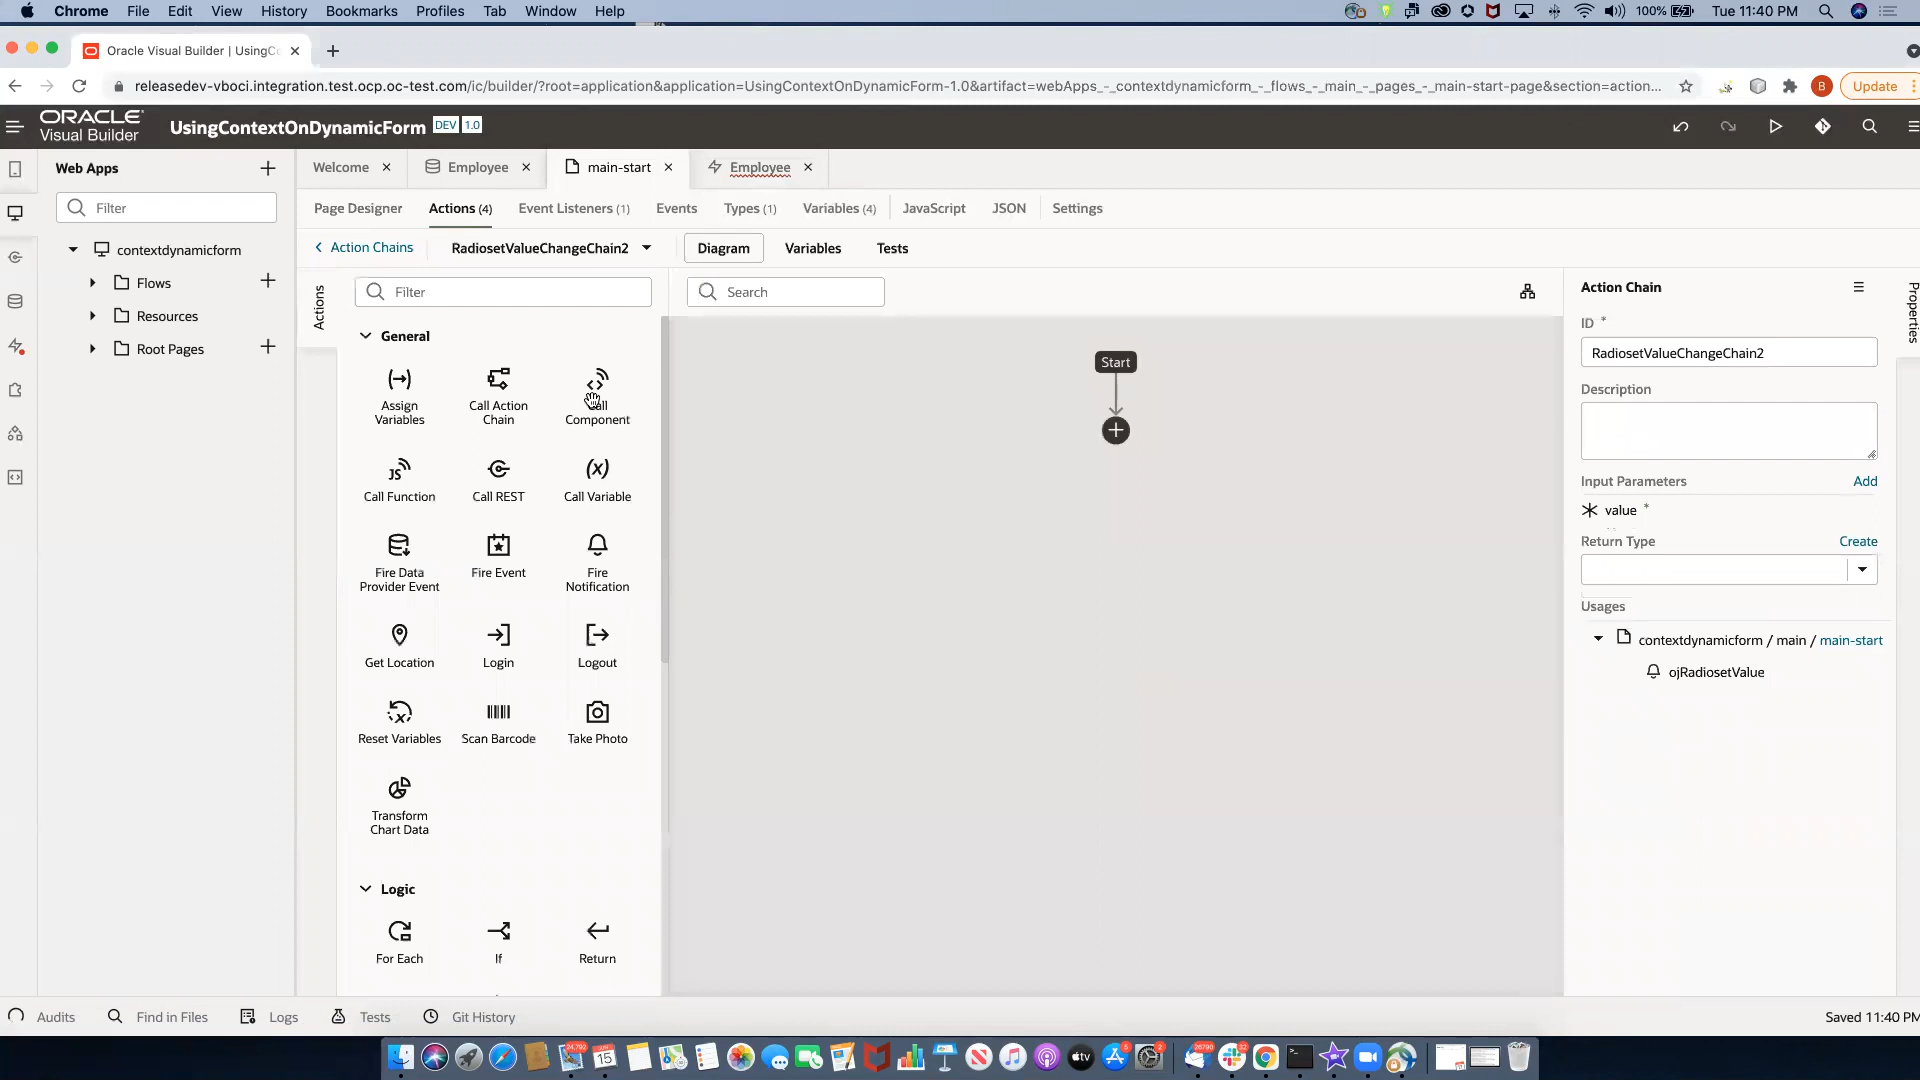 Chrome File Edit View History Bookmarks Profiles Tab Window Help 100% Tue 11:40 PM
Oracle Visual Builder | UsingCo
releasedev-vboci.integration.test.ocp.oc-test.com/ic/builder/?root=application&application=UsingContextOnDynamicForm-1.0&artifact=webApps_-_contextdynamicform_-_flows_-_main_-_pages_-_main-start-page&section=action... B Update
ORACLE
Visual Builder
UsingContextOnDynamicForm DEV 1.0
Web Apps
Welcome Employee main-start Employee
Filter
Page Designer Actions (4) Event Listeners (1) Events Types (1) Variables (4) JavaScript JSON Settings
contextdynamicform
Flows
Resources
Root Pages
Action Chains RadiosetValueChangeChain2 Diagram Variables Tests
Actions
Filter
General
Assign Variables
Call Action Chain
Call Component
Call Function
Call REST
Call Variable
Fire Data Provider Event
Fire Event
Fire Notification
Get Location
Login
Logout
Reset Variables
Scan Barcode
Take Photo
Transform Chart Data
Logic
For Each
If
Return
Search
Start
Action Chain
ID *
RadiosetValueChangeChain2
Description
Input Parameters Add
value *
Return Type Create
Usages
contextdynamicform / main / main-start
ojRadiosetValue
Properties
Audits Find in Files Logs Tests Git History Saved 11:40 PM